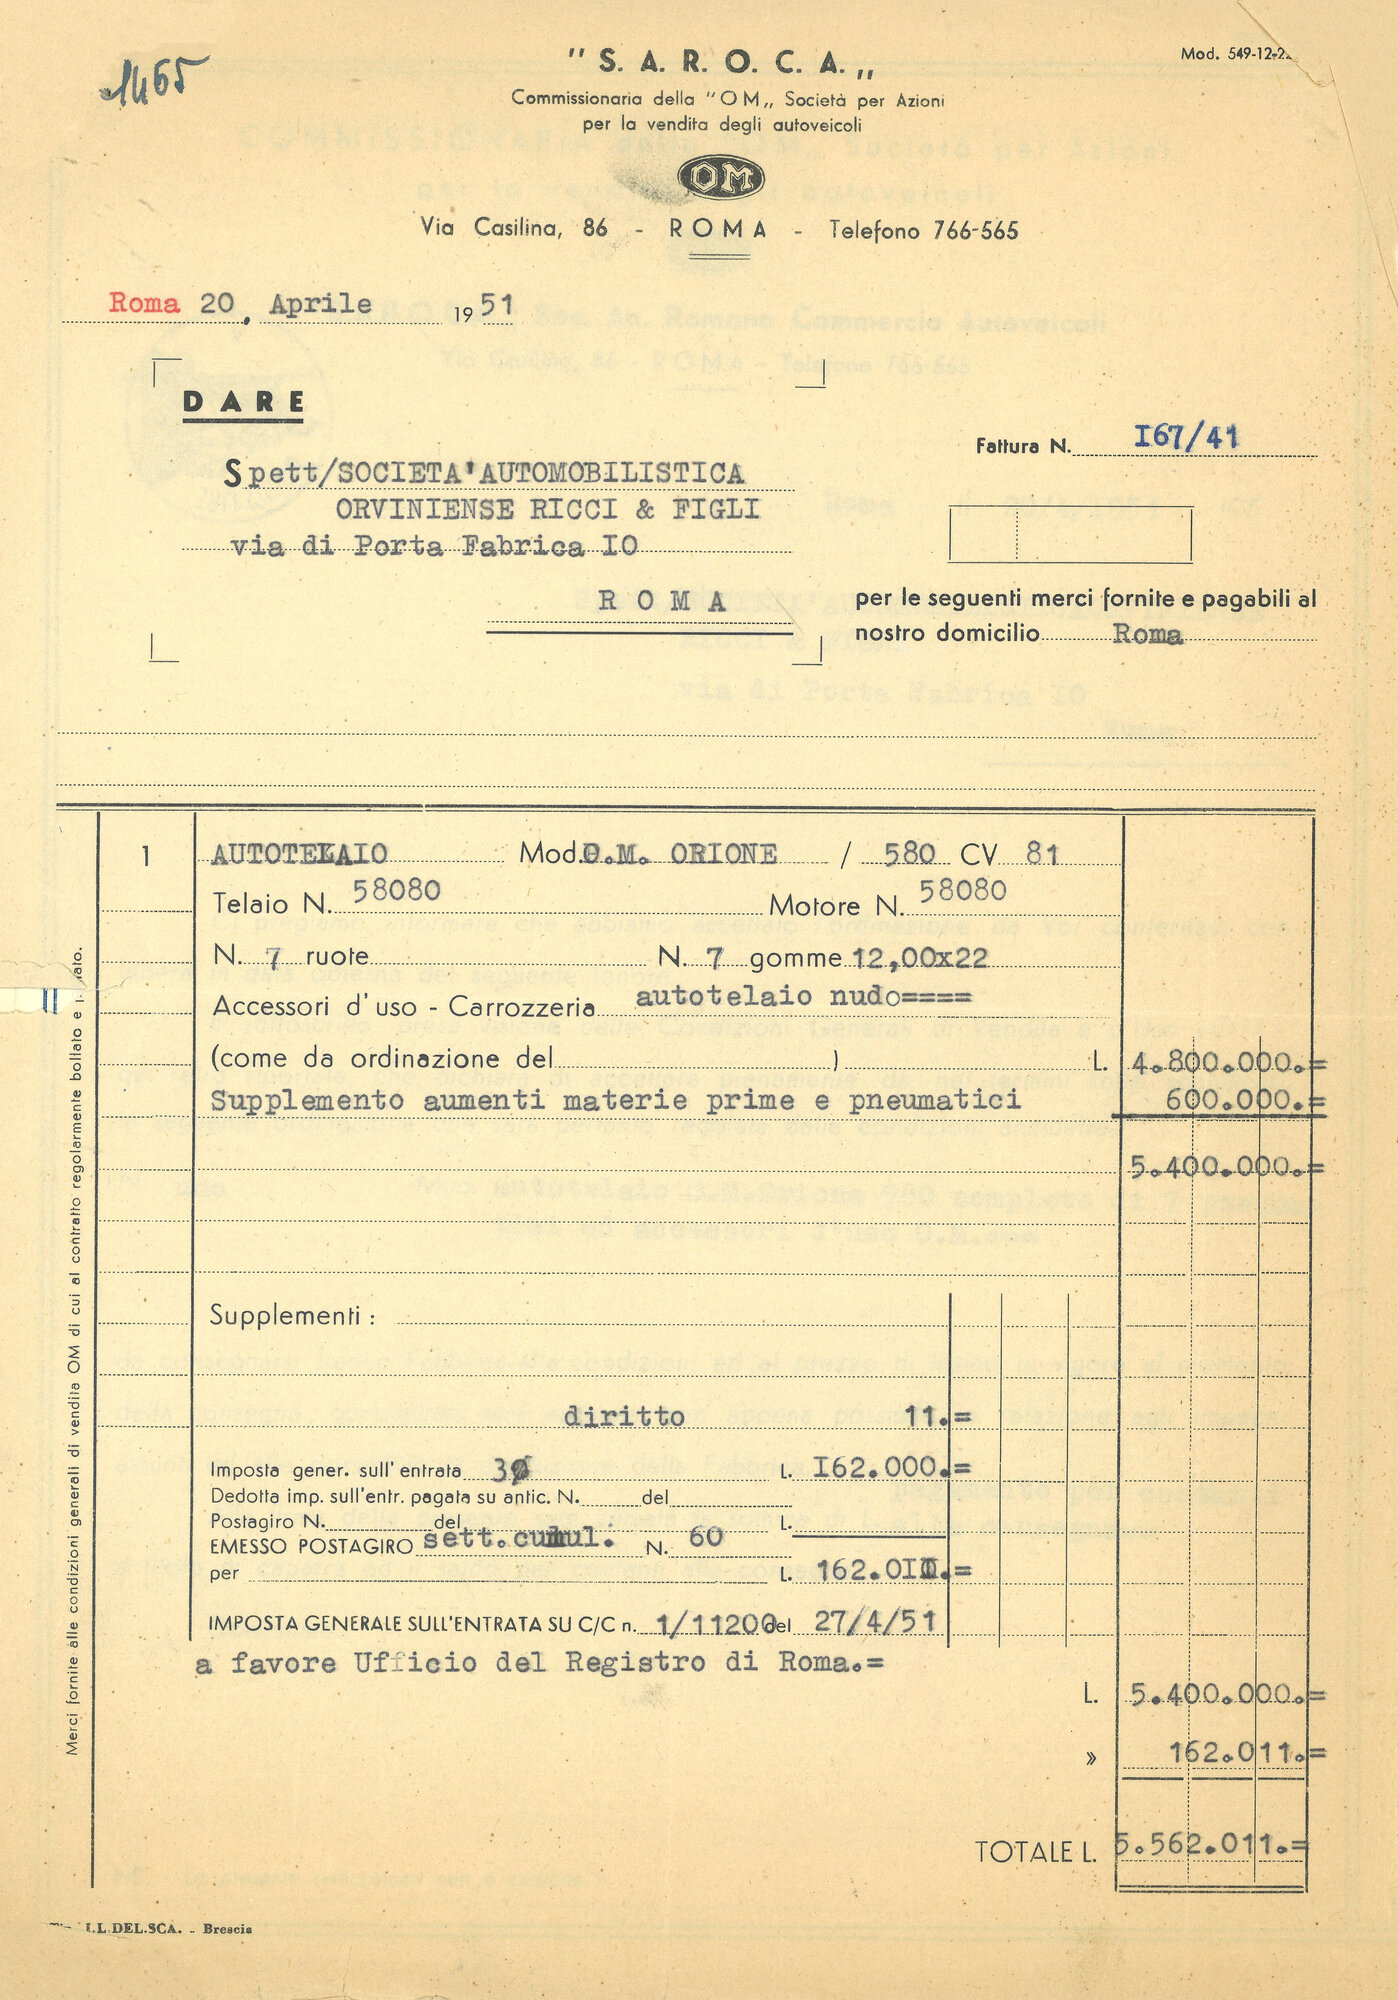 1465
" S. A. R. O. C. A. „
Mod. 549-12-2
Commissionaria della "OM„ Società per Azioni
per la vendita degli autoveicoli
OM
Via Casilina, 86 - ROMA - Telefono 766-565
Roma 20, Aprile 1951
DARE
Fattura N. I67/41
Spett/SOCIETA'AUTOMOBILISTICA
ORVINIENSE RICCI & FIGLI
via di Porta Fabrica IO
ROMA
per le seguenti merci fornite e pagabili al
nostro domicilio Roma
1 AUTOTELAIO Mod. O.M. ORIONE / 580 CV 81
Telaio N. 58080 Motore N. 58080
N. 7 ruote N. 7 gomme 12,00x22
Accessori d'uso - Carrozzeria autotelaio nudo====
(come da ordinazione del ) L. 4.800.000.=
Supplemento aumenti materie prime e pneumatici 600.000.=
5.400.000.=
Supplementi :
diritto 11.=
Imposta gener. sull'entrata 3% L. I62.000.=
Dedotta imp. sull'entr. pagata su antic. N. del
Postagiro N. del L.
EMESSO POSTAGIRO sett.cumul. N. 60
per L. 162.OII.=
IMPOSTA GENERALE SULL'ENTRATA SU C/C n. 1/11200 del 27/4/51
a favore Ufficio del Registro di Roma.=
L. 5.400.000.=
» 162.011.=
TOTALE L. 5.562.011.=
Merci fornite alle condizioni generali di vendita OM di cui al contratto regolarmente bollato e
I.L.DEL.SCA. - Brescia